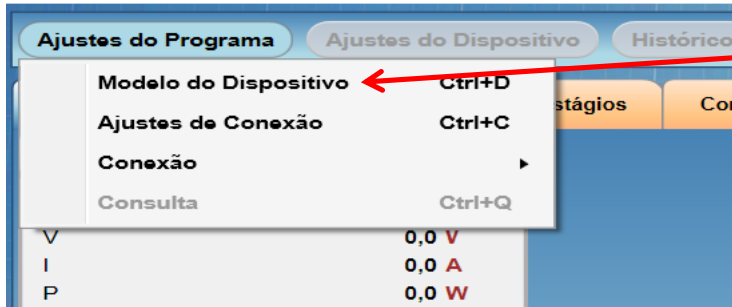 Ajustes do Programa Ajustes do Dispositivo Histórico
Modelo do Dispositivo Ctrl+D
Ajustes de Conexão Ctrl+C
Conexão
Consulta Ctrl+Q
stágios Co
V 0,0 V
I 0,0 A
P 0,0 W